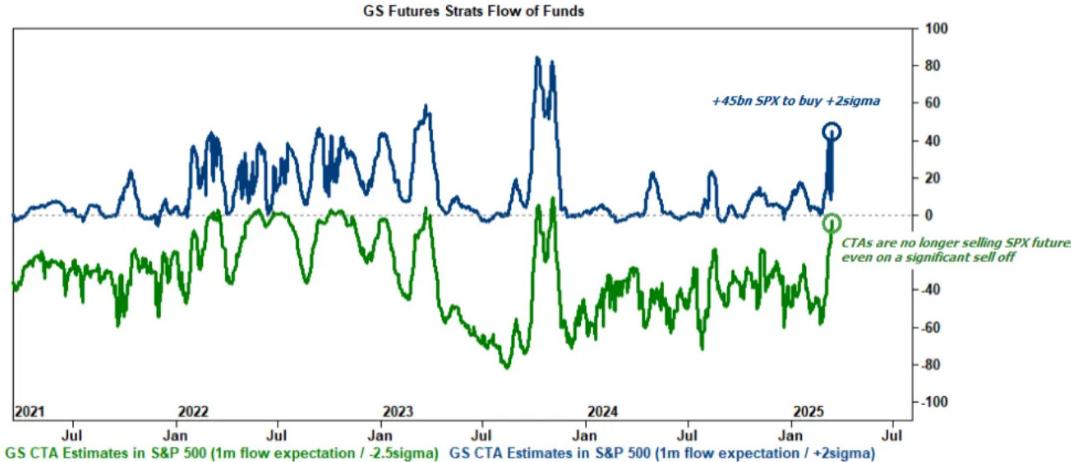 GS Futures Strats Flow of Funds
100
80
+45bn SPX to buy +2sigma
60
40
20
0
CTAs are no longer selling SPX future
even on a significant sell off
-40
-60
-80
-100
2021 2022 2023 2024 2025
Jul Jan Jul Jan Jul Jan Jul Jan Jul
GS CTA Estimates in S&P 500 (1m flow expectation / -2.5sigma) GS CTA Estimates in S&P 500 (1m flow expectation / +2sigma)